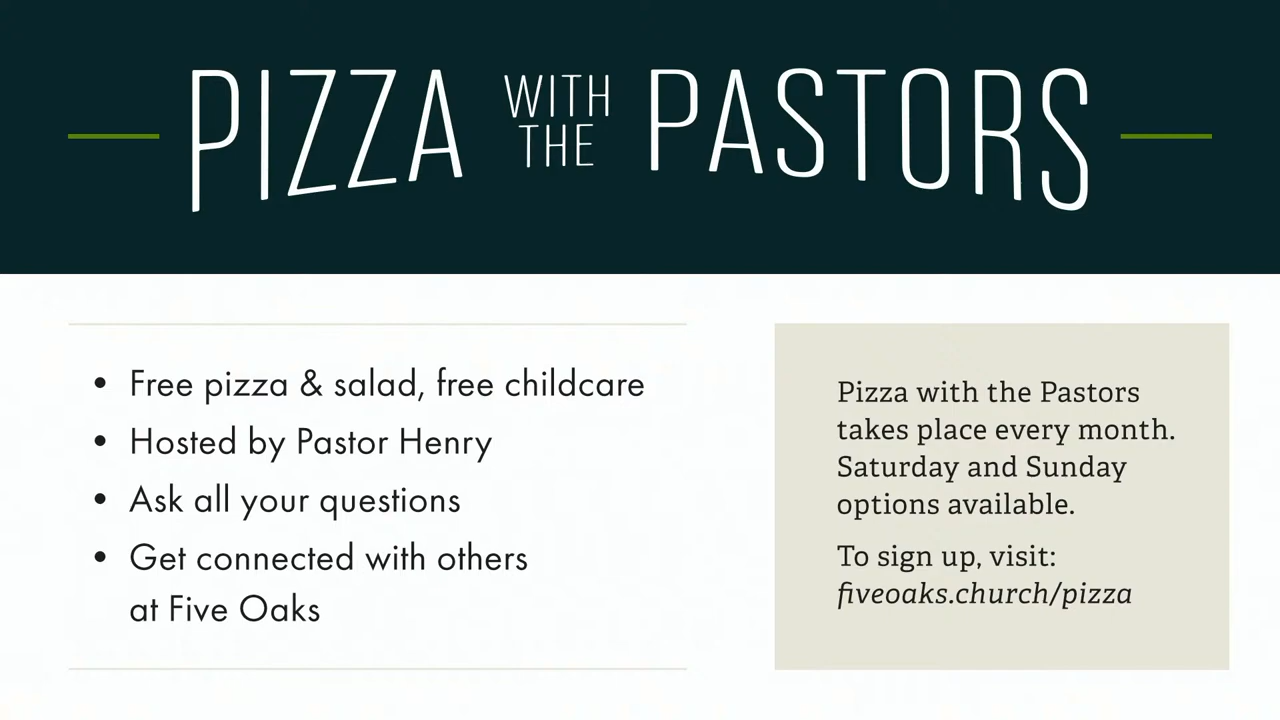 PIZZA WITH THE PASTORS
• Free pizza & salad, free childcare
• Hosted by Pastor Henry
• Ask all your questions
• Get connected with others
at Five Oaks
Pizza with the Pastors
takes place every month.
Saturday and Sunday
options available.
To sign up, visit:
fiveoaks.church/pizza